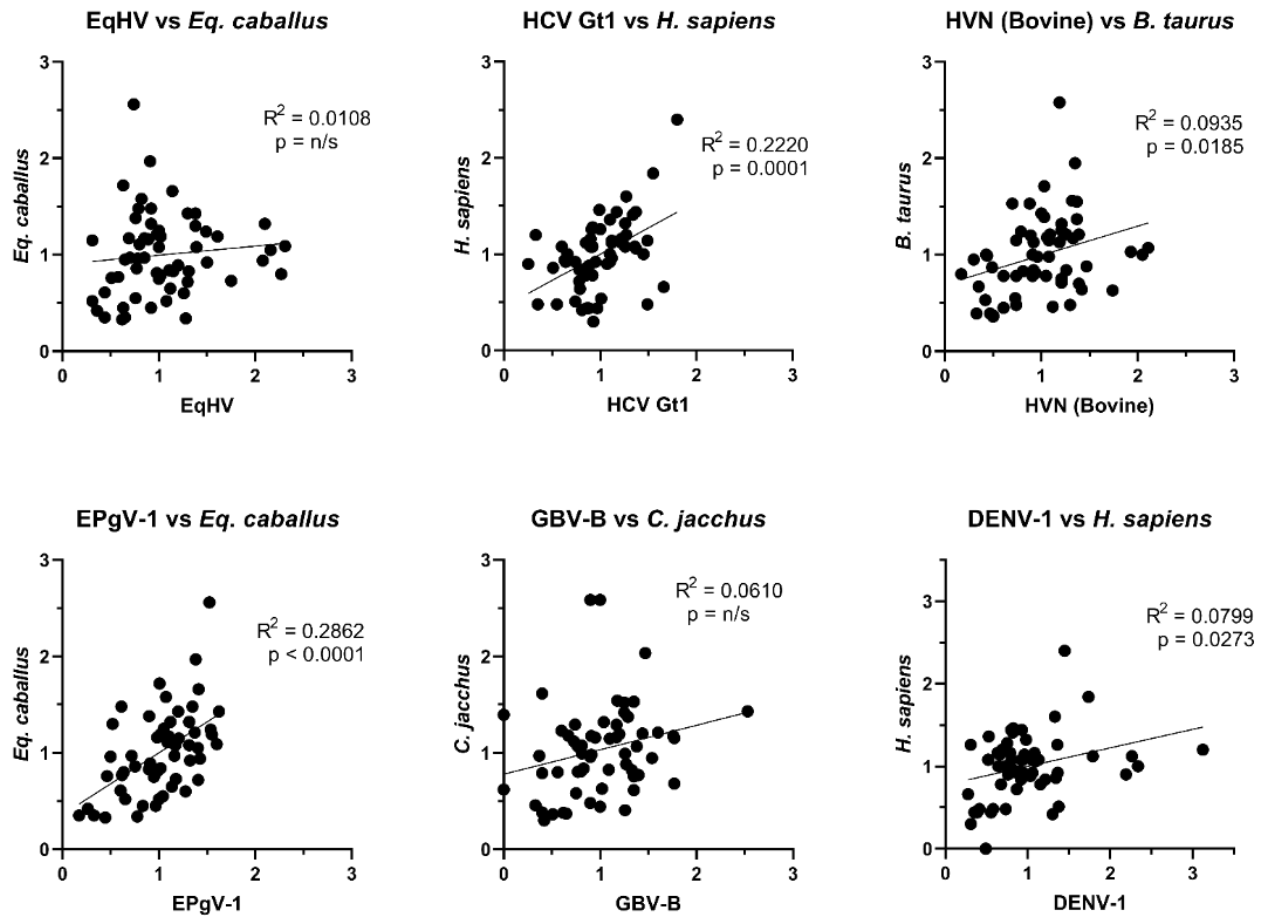 EqHV vs Eq. caballus
3
2
1
0
Eq. caballus
R² = 0.0108
p = n/s
0 1 2 3
EqHV
HCV Gt1 vs H. sapiens
3
2
1
0
H. sapiens
R² = 0.2220
p = 0.0001
0 1 2 3
HCV Gt1
HVN (Bovine) vs B. taurus
3
2
1
0
B. taurus
R² = 0.0935
p = 0.0185
0 1 2 3
HVN (Bovine)
EPgV-1 vs Eq. caballus
3
2
1
0
Eq. caballus
R² = 0.2862
p < 0.0001
0 1 2 3
EPgV-1
GBV-B vs C. jacchus
3
2
1
0
C. jacchus
R² = 0.0610
p = n/s
0 1 2 3
GBV-B
DENV-1 vs H. sapiens
3
2
1
0
H. sapiens
R² = 0.0799
p = 0.0273
0 1 2 3
DENV-1